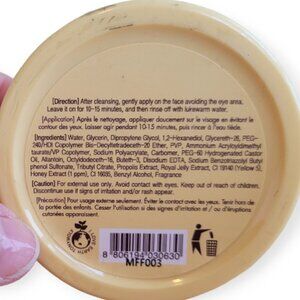 [Direction] After cleansing, gently apply on the face avoiding the eye area.
Leave it on for 10-15 minutes, and then rinse off with lukewarm water.
[Application] Après le nettoyage, appliquer doucement sur le visage en évitant le
contour des yeux. laisser agir pendant 10-15 minutes, puis rincer à l'eau tiède.
[Ingredients] Water, Glycerin, Dipropylene Glycol, 1,2-Hexanediol, Glycereth-26, PEG-
240/HDI Copolymer Bis-Decyltetradeceth-20 Ether, PVP, Ammonium Acryloyldimethyl
taurate/VP Copolymer, Sodium Polyacrylate, Carbomer, PEG-60 Hydrogenated Castor
Oil, Allantoin, Octyldodeceth-16, Buteth-3, Disodium EDTA, Sodium Benzotriazolyl Butyl
phenol Sulfonate, Tributyl Citrate, Propolis Extract, Royal Jelly Extract, CI 19140 (Yellow 5),
Honey Extract (1 ppm), CI 16035, Benzyl Alcohol, Fragrance
[Caution] For external use only. Avoid contact with eyes. Keep out of reach of children.
Discontinue use if signs of irritation and/or rash appear.
[Précaution] Pour usage externe seulement. Éviter le contact avec les yeux. Tenir hors de
la portée des enfants. Cesser l'utilisation si des signes d'irritation et / ou d'éruption
8 806194 030630
MFF003